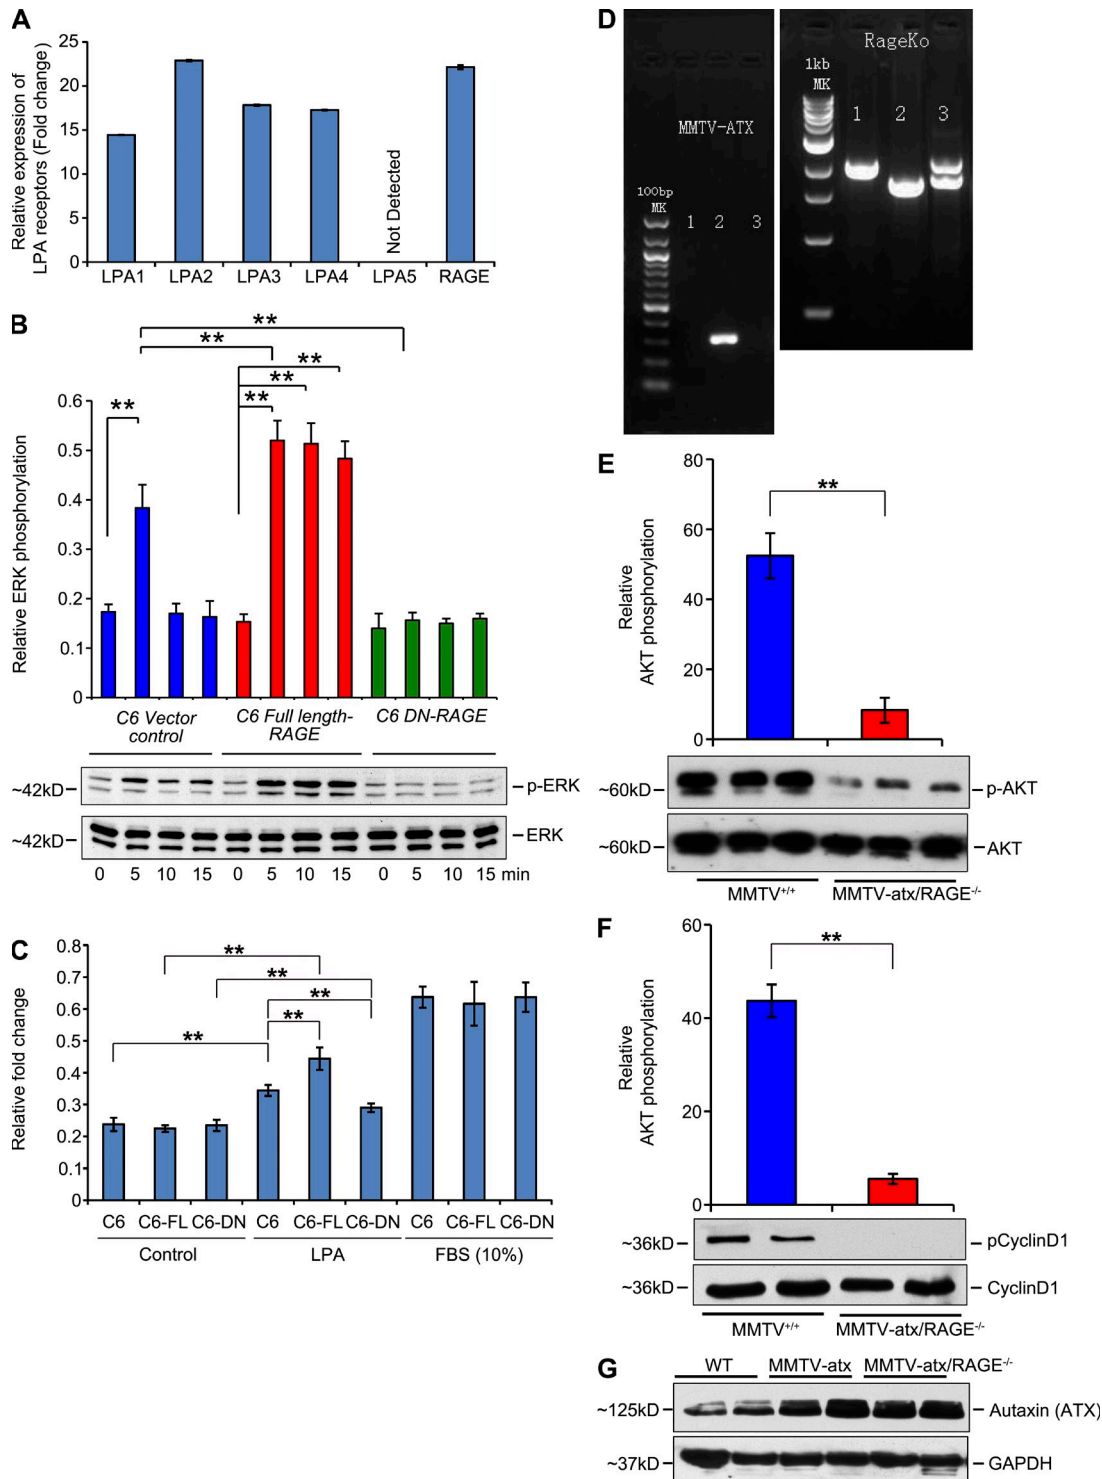 A
Relative expression of
LPA receptors (Fold change)
25
20
15
10
5
0
Not Detected
LPA1 LPA2 LPA3 LPA4 LPA5 RAGE
B
Relative ERK phosphorylation
** **
** ** ** ** **
0.6
0.5
0.4
0.3
0.2
0.1
0
C6 Vector
control
C6 Full length-
RAGE
C6 DN-RAGE
~42kD p-ERK
~42kD ERK
0 5 10 15 0 5 10 15 0 5 10 15 min
C
Relative fold change
0.8
0.7
0.6
0.5
0.4
0.3
0.2
0.1
0
** ** ** ** **
C6 C6-FL C6-DN C6 C6-FL C6-DN C6 C6-FL C6-DN
Control LPA FBS (10%)
D
MMTV-ATX
100bp
MK
1 2 3
RageKo
1kb
MK
1 2 3
E
Relative
AKT phosphorylation
80
60
40
20
0
**
~60kD p-AKT
~60kD AKT
MMTV+/+ MMTV-atx/RAGE-/-
F
Relative
AKT phosphorylation
60
40
20
0
**
~36kD pCyclinD1
~36kD CyclinD1
MMTV+/+ MMTV-atx/RAGE-/-
G
WT MMTV-atx MMTV-atx/RAGE-/-
~125kD Autaxin (ATX)
~37kD GAPDH